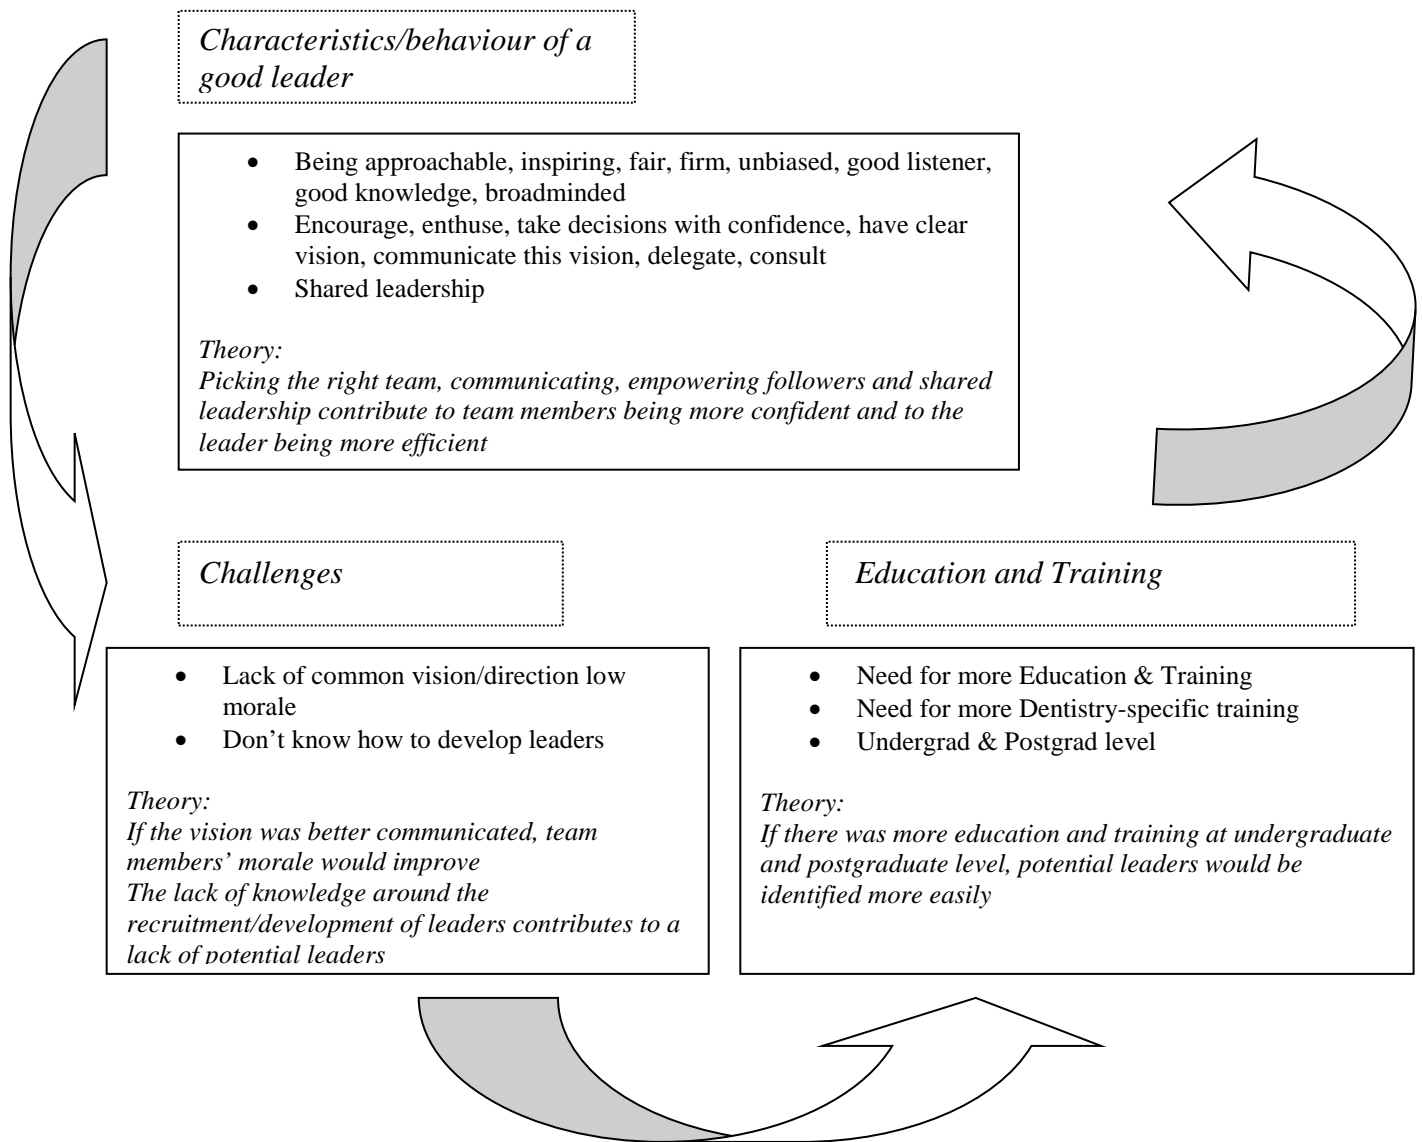 Characteristics/behaviour of a
good leader
• Being approachable, inspiring, fair, firm, unbiased, good listener,
good knowledge, broadminded
• Encourage, enthuse, take decisions with confidence, have clear
vision, communicate this vision, delegate, consult
• Shared leadership
Theory:
Picking the right team, communicating, empowering followers and shared
leadership contribute to team members being more confident and to the
leader being more efficient
Challenges
• Lack of common vision/direction low
morale
• Don’t know how to develop leaders
Theory:
If the vision was better communicated, team
members’ morale would improve
The lack of knowledge around the
recruitment/development of leaders contributes to a
lack of potential leaders
Education and Training
• Need for more Education & Training
• Need for more Dentistry-specific training
• Undergrad & Postgrad level
Theory:
If there was more education and training at undergraduate
and postgraduate level, potential leaders would be
identified more easily